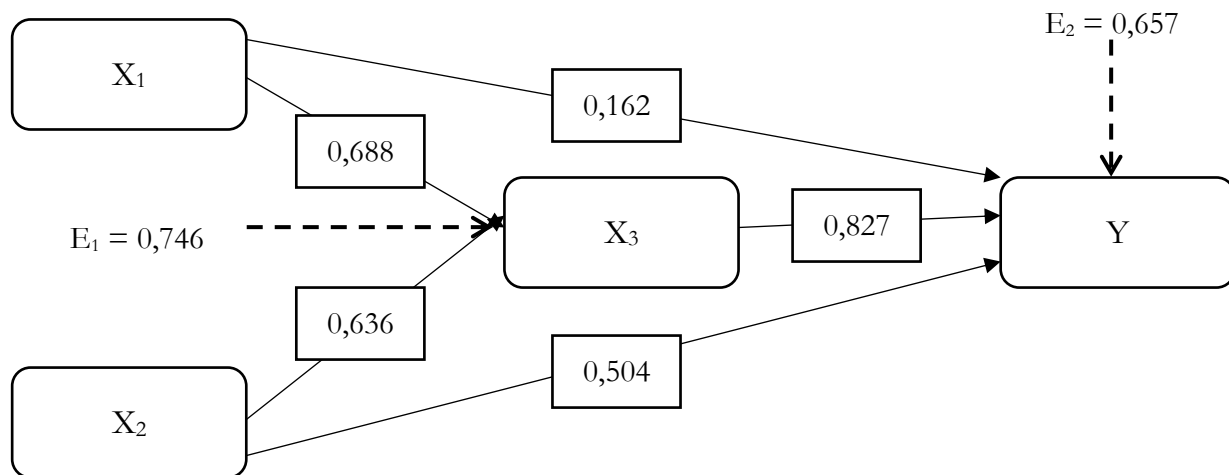 E₂ = 0,657
X₁
0,162
0,688
X₃
0,827
Y
E₁ = 0,746
0,636
0,504
X₂